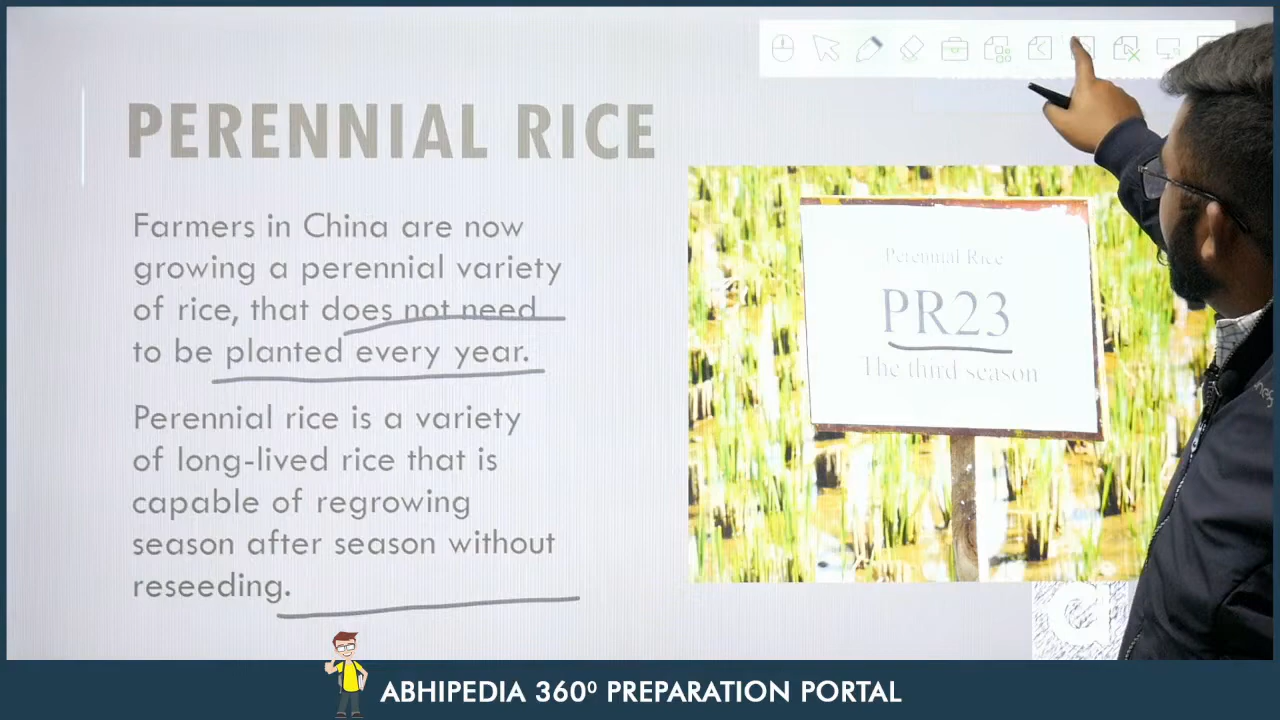 PERENNIAL RICE
Farmers in China are now
growing a perennial variety
of rice, that does not need
to be planted every year.
Perennial rice is a variety
of long-lived rice that is
capable of regrowing
season after season without
reseeding.
Perennial Rice
PR23
The third season
ABHIPEDIA 360⁰ PREPARATION PORTAL